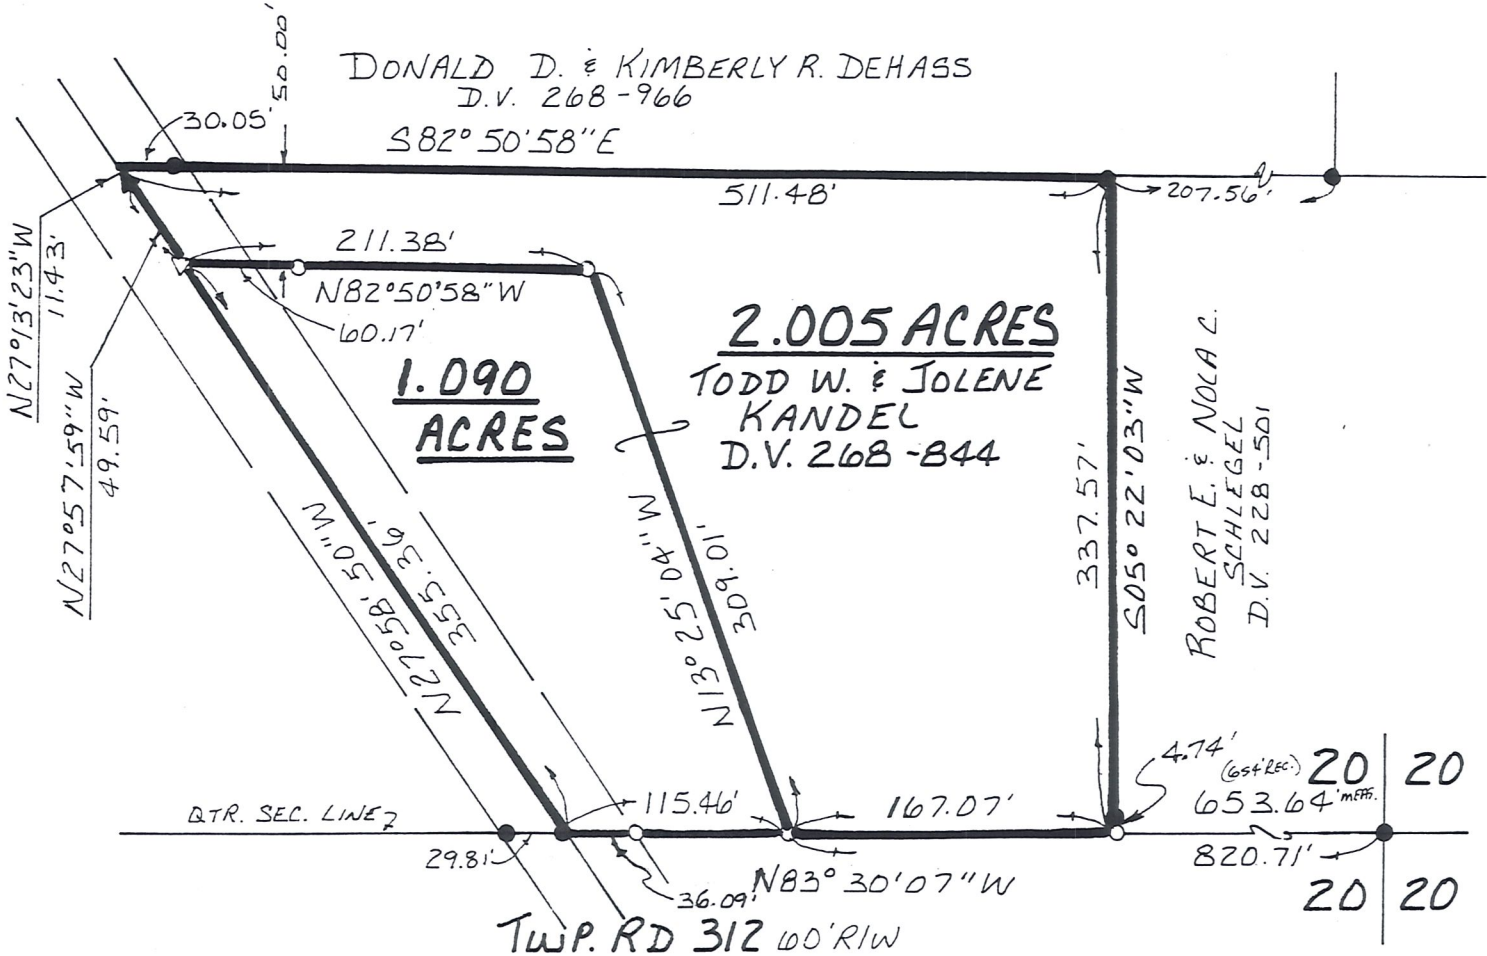 50.00'
DONALD D. & KIMBERLY R. DEHASS
D.V. 268-966
30.05'
S82° 50'58"E
511.48'
207.56'
N27°13'23"W
11.43'
211.38'
N82°50'58"W
60.17'
N27°57'59"W
49.59'
1.090
ACRES
2.005 ACRES
TODD W. & JOLENE
KANDEL
D.V. 268-844
N27°58'50"W
355.36'
N13° 25' 04" W
309.01'
337.57'
S05° 22'03"W
ROBERT E. & NOLA C.
SCHLEGEL
D.V. 228-501
4.74'
(654' REC.)
653.64' MEAS.
20 20
QTR. SEC. LINE
115.46'
167.07'
29.81'
820.71'
36.09'
N83° 30'07"W
20 20
TWP. RD 312 60' R/W